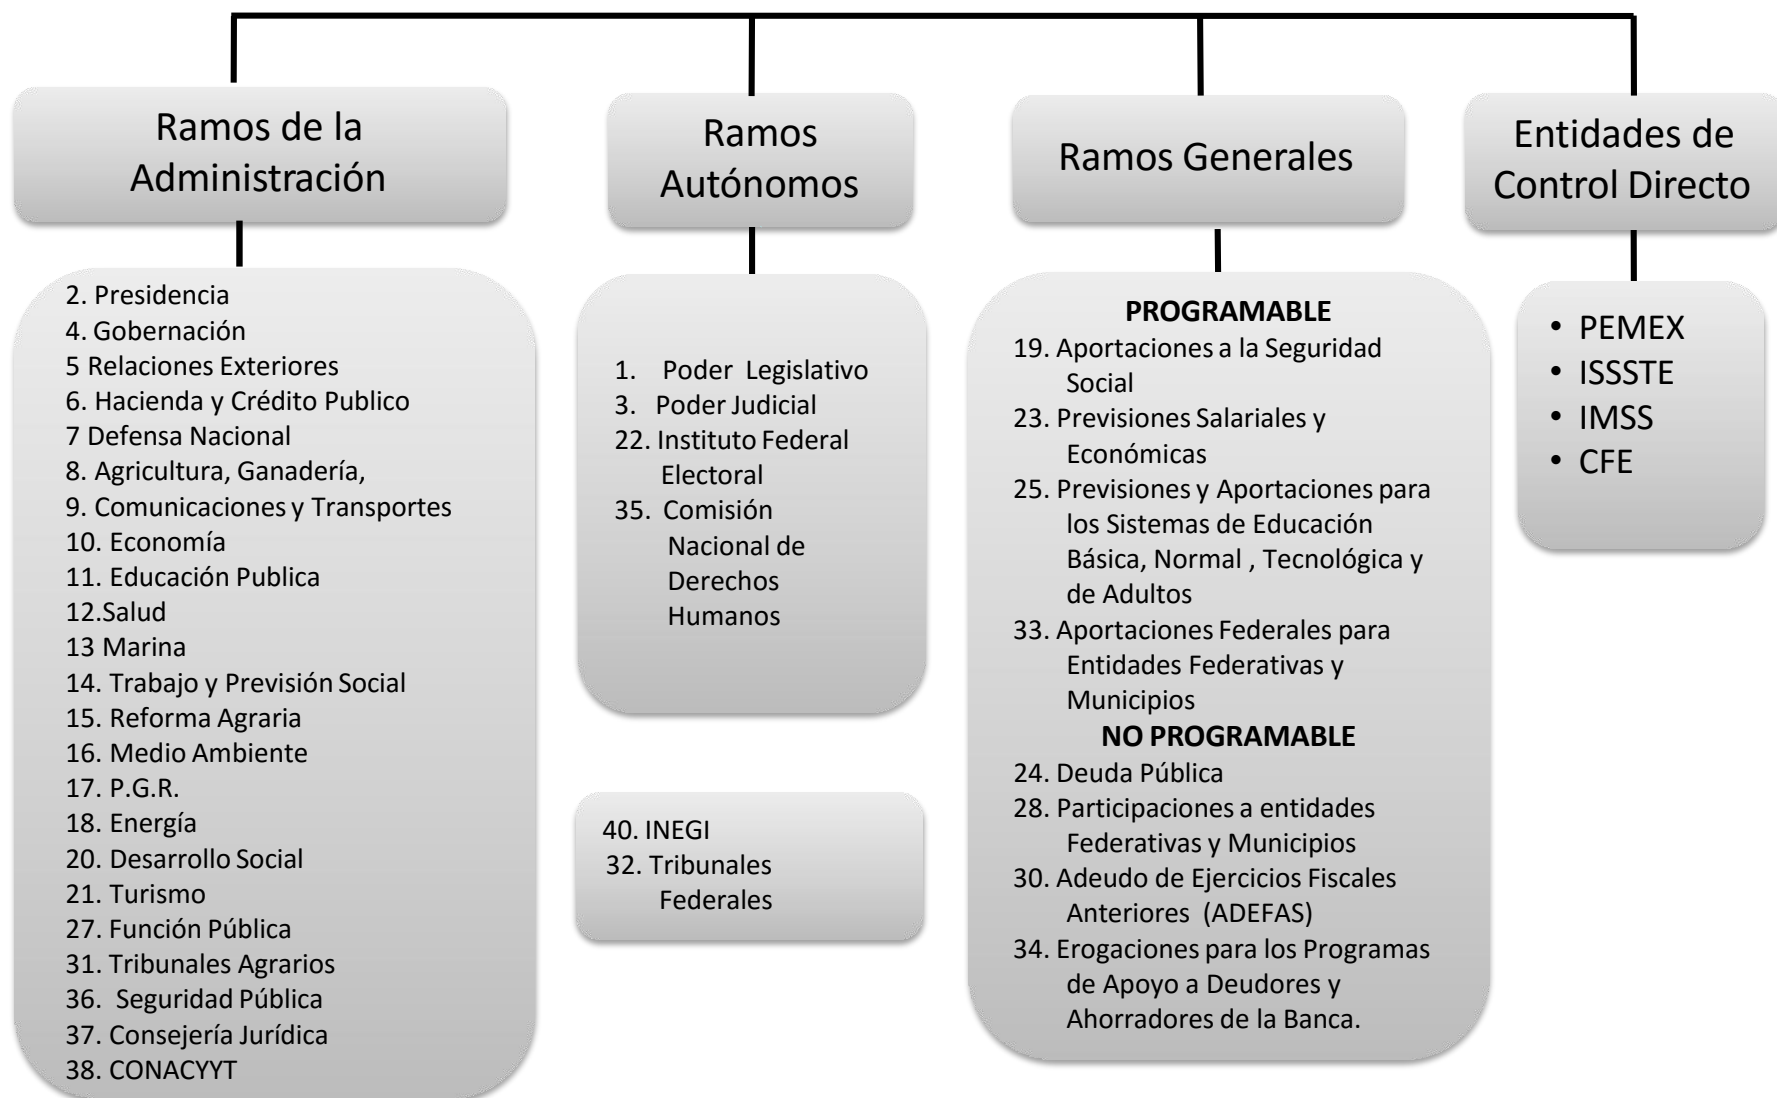 Ramos de la
Administración
2. Presidencia
4. Gobernación
5 Relaciones Exteriores
6. Hacienda y Crédito Publico
7 Defensa Nacional
8. Agricultura, Ganadería,
9. Comunicaciones y Transportes
10. Economía
11. Educación Publica
12.Salud
13 Marina
14. Trabajo y Previsión Social
15. Reforma Agraria
16. Medio Ambiente
17. P.G.R.
18. Energía
20. Desarrollo Social
21. Turismo
27. Función Pública
31. Tribunales Agrarios
36. Seguridad Pública
37. Consejería Jurídica
38. CONACYYT
Ramos
Autónomos
1. Poder Legislativo
3. Poder Judicial
22. Instituto Federal
Electoral
35. Comisión
Nacional de
Derechos
Humanos
40. INEGI
32. Tribunales
Federales
Ramos Generales
PROGRAMABLE
19. Aportaciones a la Seguridad
Social
23. Previsiones Salariales y
Económicas
25. Previsiones y Aportaciones para
los Sistemas de Educación
Básica, Normal , Tecnológica y
de Adultos
33. Aportaciones Federales para
Entidades Federativas y
Municipios
NO PROGRAMABLE
24. Deuda Pública
28. Participaciones a entidades
Federativas y Municipios
30. Adeudo de Ejercicios Fiscales
Anteriores (ADEFAS)
34. Erogaciones para los Programas
de Apoyo a Deudores y
Ahorradores de la Banca.
Entidades de
Control Directo
• PEMEX
• ISSSTE
• IMSS
• CFE